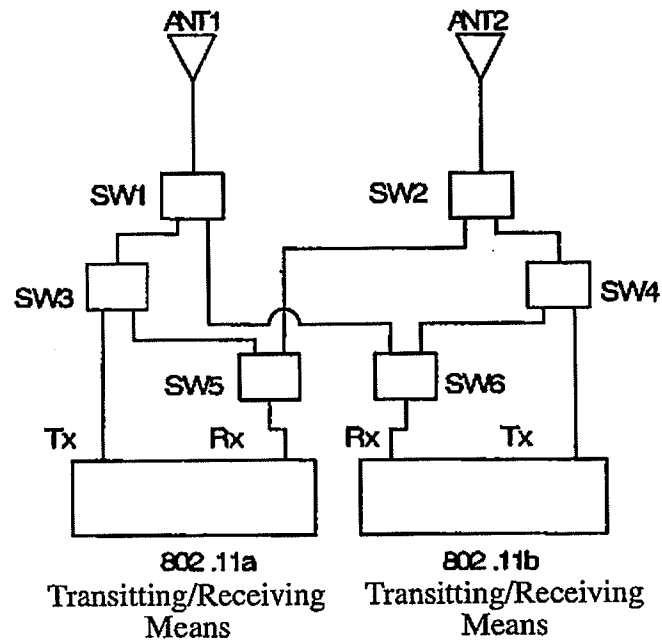 ANT1 ANT2
SW1 SW2
SW3 SW4
SW5 SW6
Tx Rx Rx Tx
802.11a 802.11b
Transitting/Receiving Transitting/Receiving
Means Means